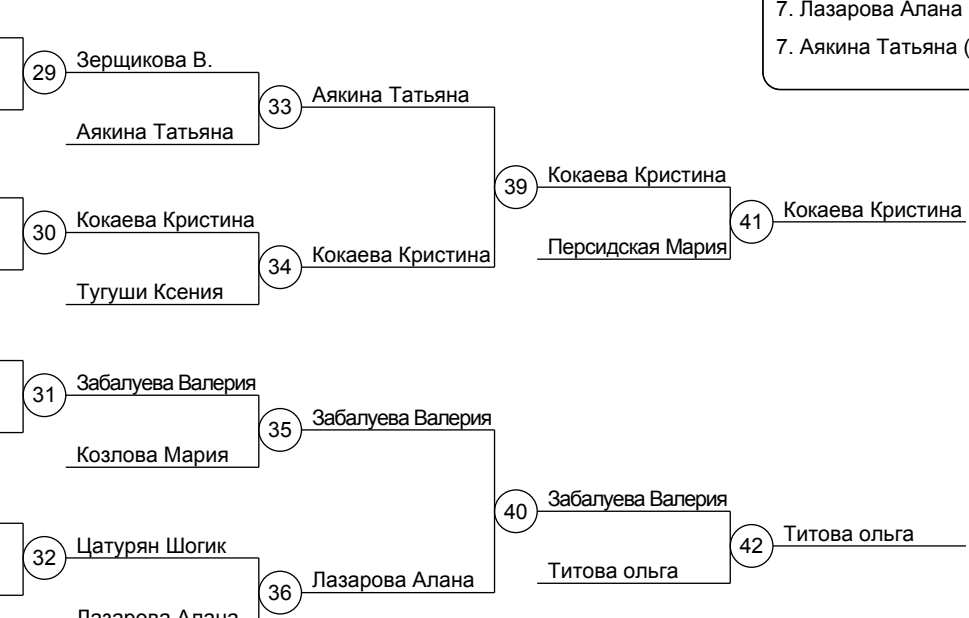 7. Лазарова Алана
7. Аякина Татьяна (
29
Зерщикова В.
Аякина Татьяна
33
Аякина Татьяна
30
Кокаева Кристина
Тугуши Ксения
34
Кокаева Кристина
39
Кокаева Кристина
Персидская Мария
41
Кокаева Кристина
31
Забалуева Валерия
Козлова Мария
35
Забалуева Валерия
32
Цатурян Шогик
Лазарова Алана
36
Лазарова Алана
40
Забалуева Валерия
Титова ольга
42
Титова ольга